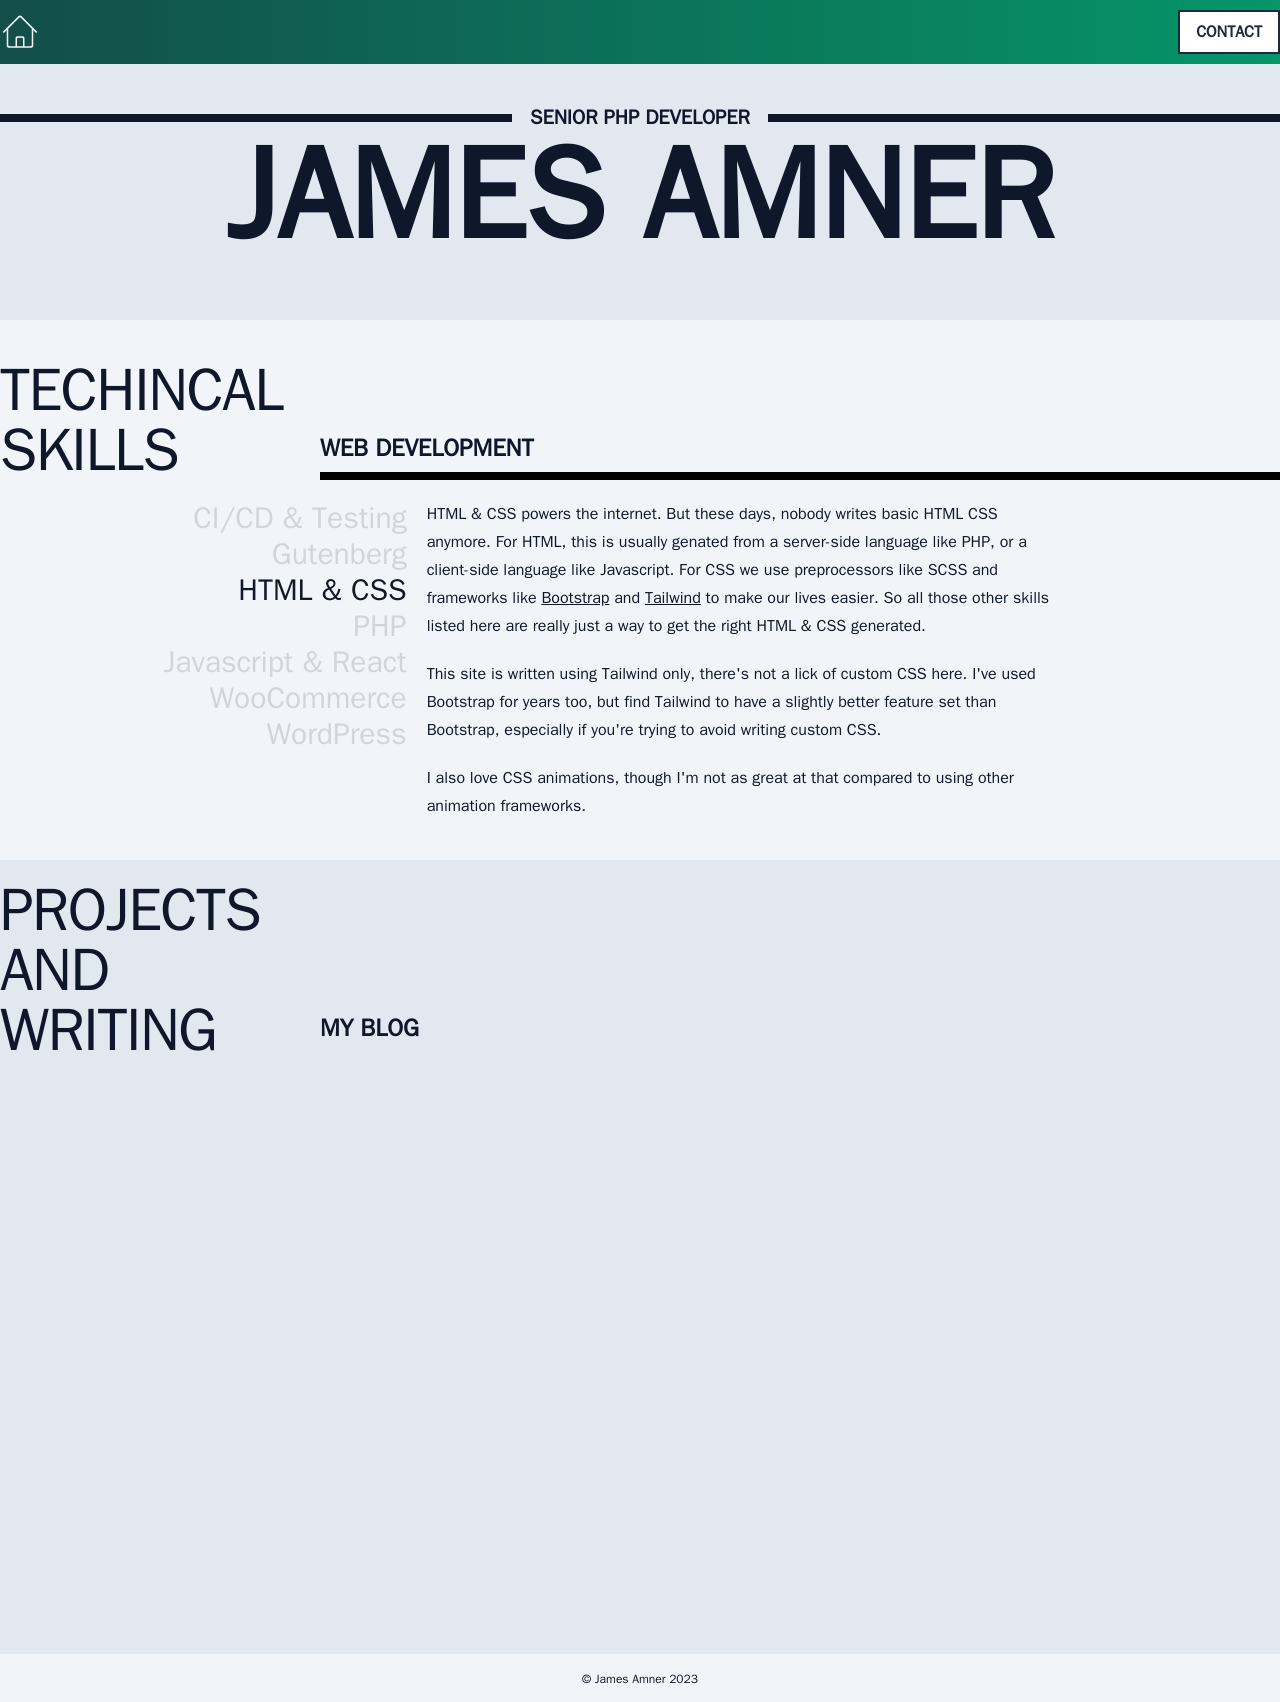 CONTACT
SENIOR PHP DEVELOPER
JAMES AMNER
TECHINCAL
SKILLS
WEB DEVELOPMENT
CI/CD & Testing
Gutenberg
HTML & CSS
PHP
Javascript & React
WooCommerce
WordPress
HTML & CSS powers the internet. But these days, nobody writes basic HTML CSS
anymore. For HTML, this is usually genated from a server-side language like PHP, or a
client-side language like Javascript. For CSS we use preprocessors like SCSS and
frameworks like Bootstrap and Tailwind to make our lives easier. So all those other skills
listed here are really just a way to get the right HTML & CSS generated.
This site is written using Tailwind only, there's not a lick of custom CSS here. I've used
Bootstrap for years too, but find Tailwind to have a slightly better feature set than
Bootstrap, especially if you're trying to avoid writing custom CSS.
I also love CSS animations, though I'm not as great at that compared to using other
animation frameworks.
PROJECTS
AND
WRITING
MY BLOG
© James Amner 2023